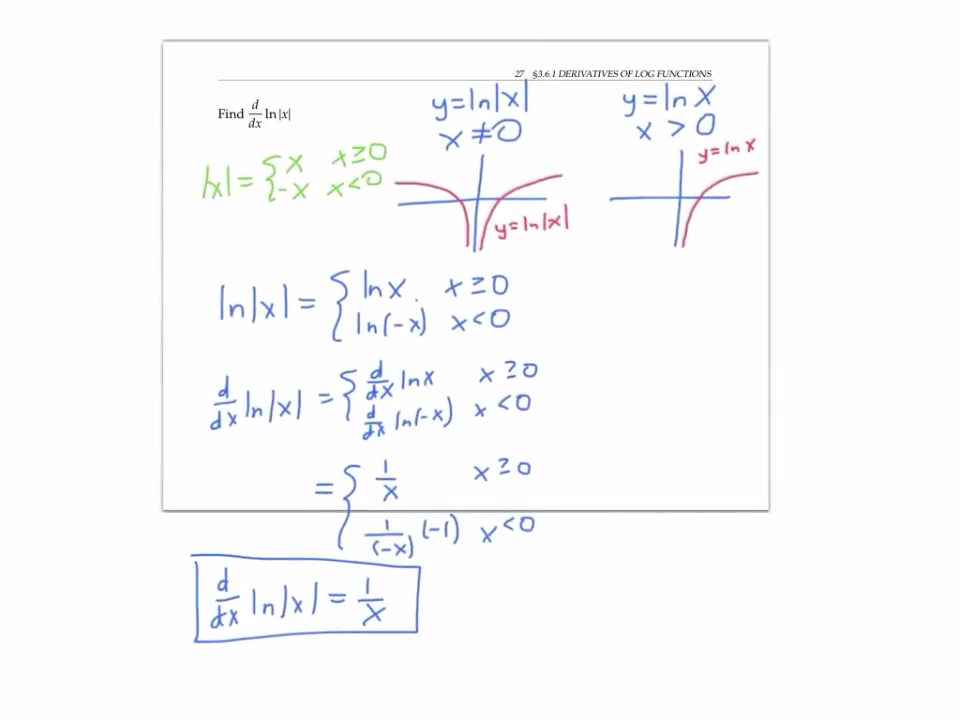 27 §3.6.1 DERIVATIVES OF LOG FUNCTIONS
Find d/dx ln|x|
y=ln|x|
x ≠ 0
y = ln x
x > 0
|x| = { x x≥0
-x x<0
y=ln|x|
y=ln x
ln|x| = { ln x. x≥0
ln(-x) x<0
d/dx ln|x| = { d/dx ln x x≥0
d/dx ln(-x) x<0
= { 1/x x≥0
1/(-x) (-1) x<0
d/dx ln|x| = 1/x